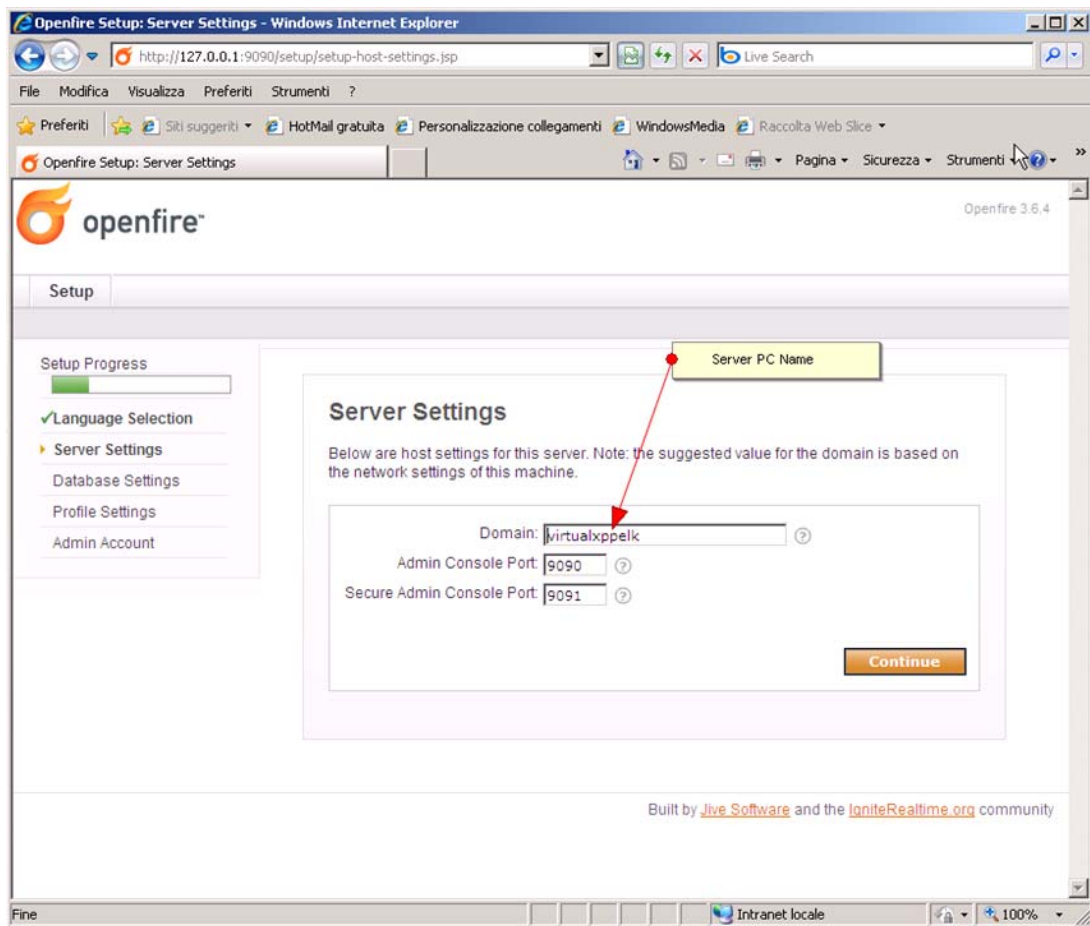 Openfire Setup: Server Settings - Windows Internet Explorer
http://127.0.0.1:9090/setup/setup-host-settings.jsp
Live Search
File Modifica Visualizza Preferiti Strumenti ?
Preferiti Siti suggeriti HotMail gratuita Personalizzazione collegamenti WindowsMedia Raccolta Web Slice
Openfire Setup: Server Settings
Pagina Sicurezza Strumenti »
openfire™
Openfire 3.6.4
Setup
Setup Progress
✓Language Selection
Server Settings
Database Settings
Profile Settings
Admin Account
Server PC Name
Server Settings
Below are host settings for this server. Note: the suggested value for the domain is based on
the network settings of this machine.
Domain: virtualxppelk ?
Admin Console Port: 9090 ?
Secure Admin Console Port: 9091 ?
Continue
Built by Jive Software and the IgniteRealtime.org community
Fine
Intranet locale
100%